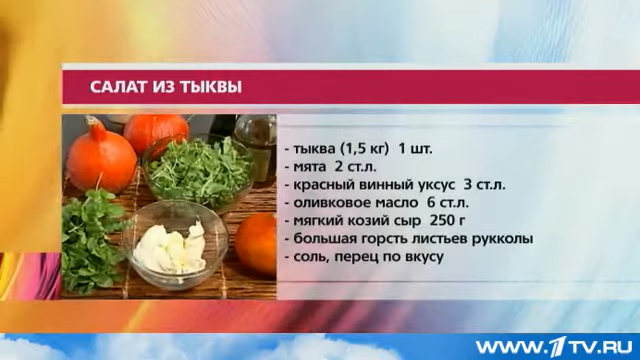 САЛАТ ИЗ ТЫКВЫ
- тыква (1,5 кг) 1 шт.
- мята 2 ст.л.
- красный винный уксус 3 ст.л.
- оливковое масло 6 ст.л.
- мягкий козий сыр 250 г
- большая горсть листьев рукколы
- соль, перец по вкусу
WWW.1TV.RU